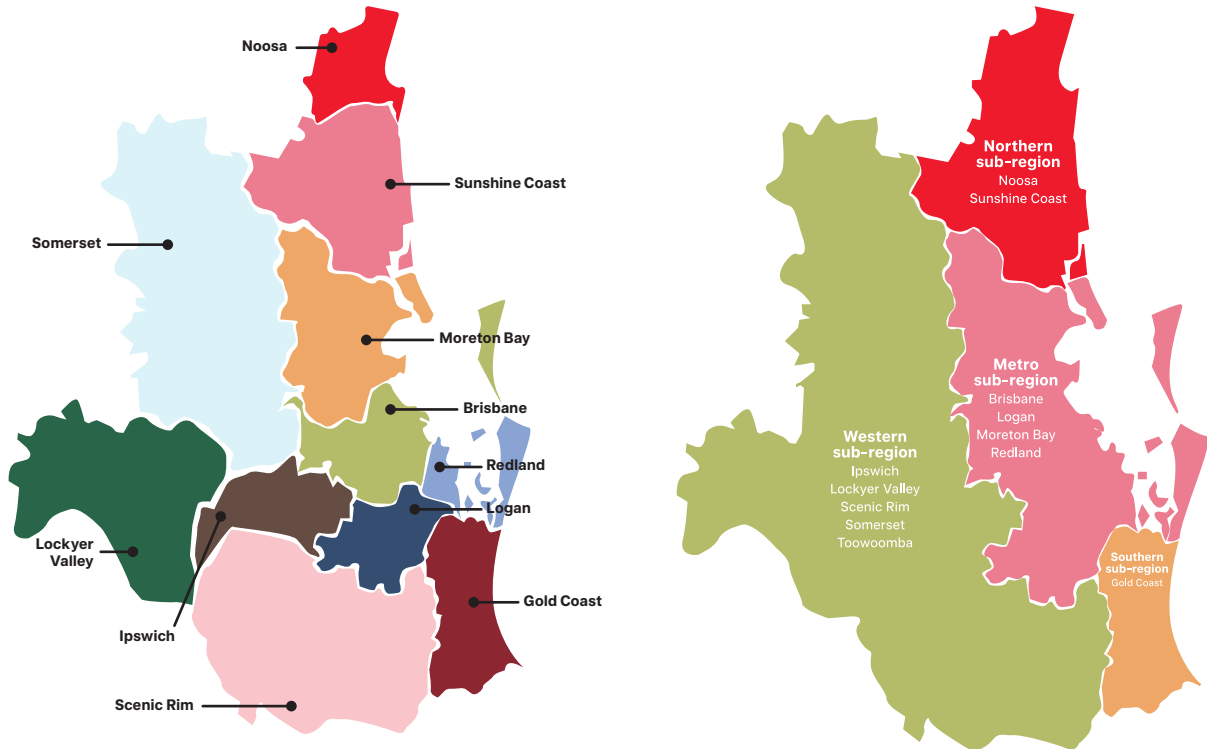 Noosa
Sunshine Coast
Somerset
Moreton Bay
Brisbane
Redland
Logan
Lockyer
Valley
Gold Coast
Ipswich
Scenic Rim
Northern
sub-region
Noosa
Sunshine Coast
Metro
sub-region
Brisbane
Logan
Moreton Bay
Redland
Western
sub-region
Ipswich
Lockyer Valley
Scenic Rim
Somerset
Toowoomba
Southern
sub-region
Gold Coast